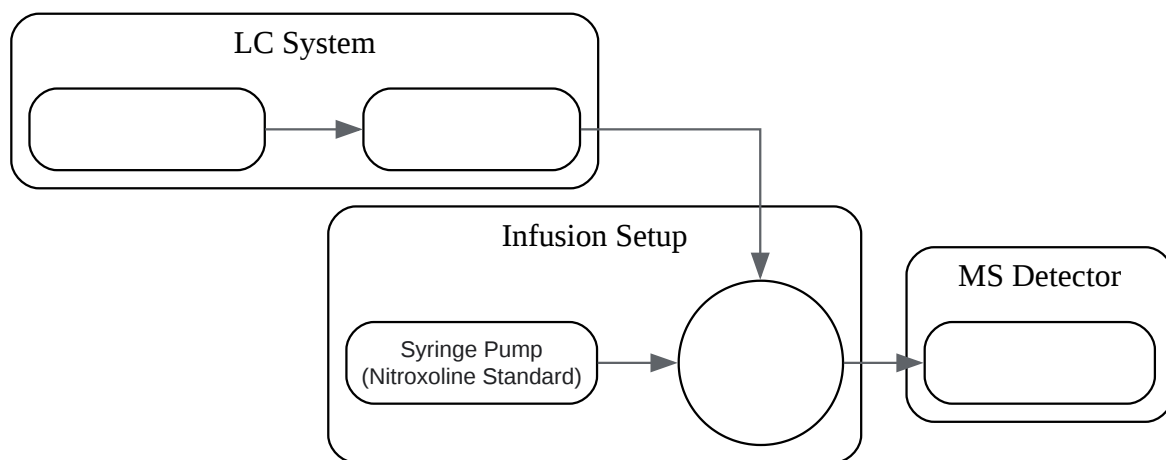 LC System
Infusion Setup
MS Detector
Syringe Pump
(Nitroxoline Standard)